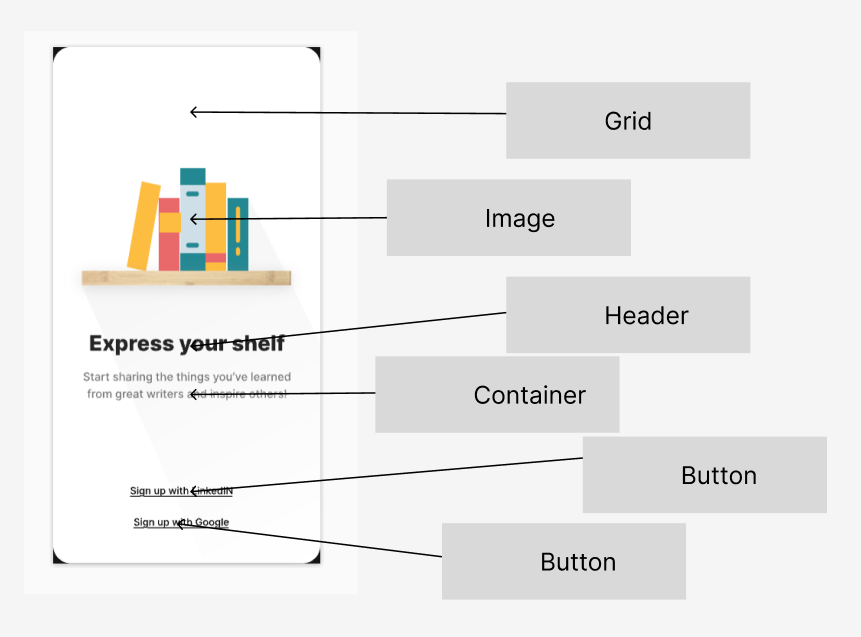 Grid
Image
Header
Express your shelf
Start sharing the things you've learned
from great writers and inspire others!
Container
Button
Sign up with LinkedIN
Sign up with Google
Button